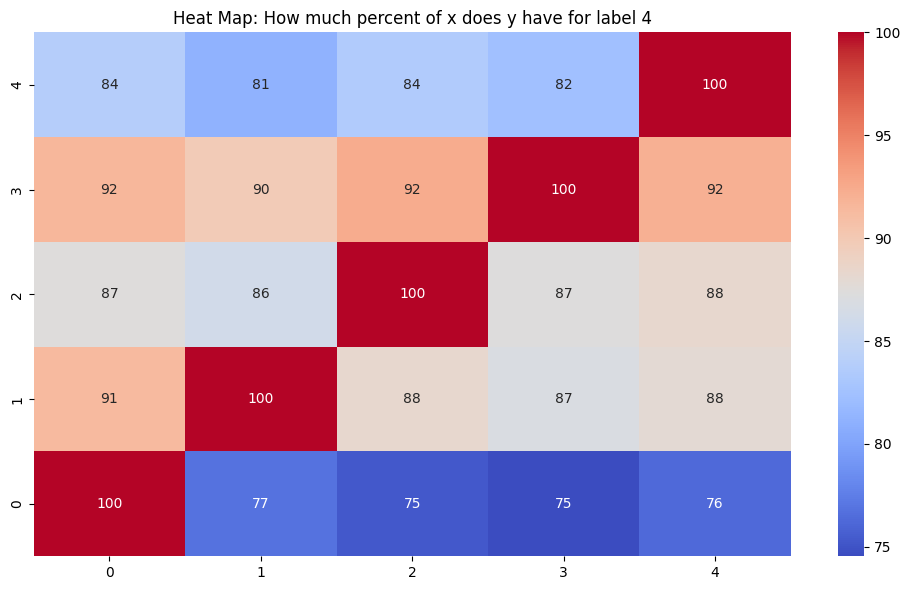 Heat Map: How much percent of x does y have for label 4
4 84 81 84 82 100
3 92 90 92 100 92
2 87 86 100 87 88
1 91 100 88 87 88
0 100 77 75 75 76
0 1 2 3 4
100
95
90
85
80
75